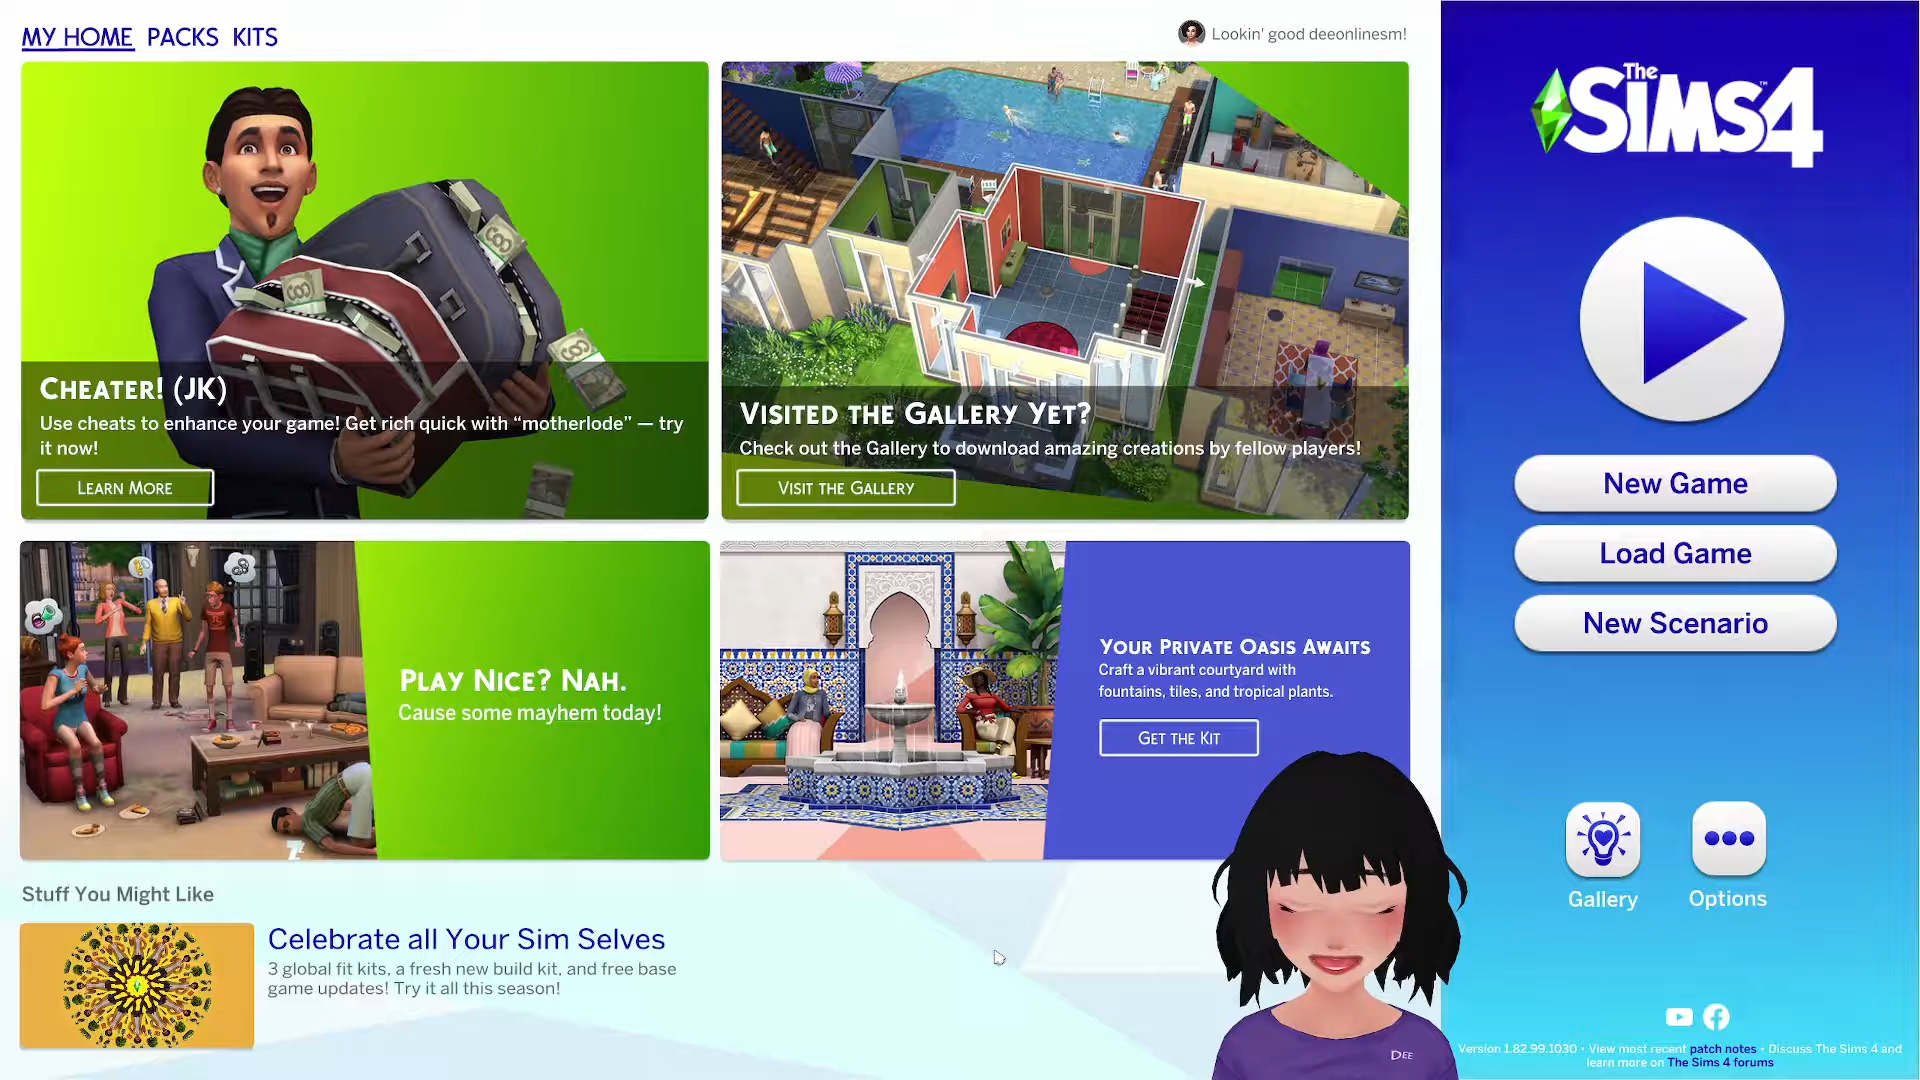 MY HOME PACKS KITS
Lookin' good deeonlinesm!
CHEATER! (JK)
Use cheats to enhance your game! Get rich quick with “motherlode” — try
it now!
LEARN MORE
VISITED THE GALLERY YET?
Check out the Gallery to download amazing creations by fellow players!
VISIT THE GALLERY
PLAY NICE? NAH.
Cause some mayhem today!
YOUR PRIVATE OASIS AWAITS
Craft a vibrant courtyard with
fountains, tiles, and tropical plants.
GET THE KIT
Stuff You Might Like
Celebrate all Your Sim Selves
3 global fit kits, a fresh new build kit, and free base
game updates! Try it all this season!
DEE
The SIMS 4
™
New Game
Load Game
New Scenario
Gallery
Options
Version 1.82.99.1030 • View most recent patch notes • Discuss The Sims 4 and
learn more on The Sims 4 forums